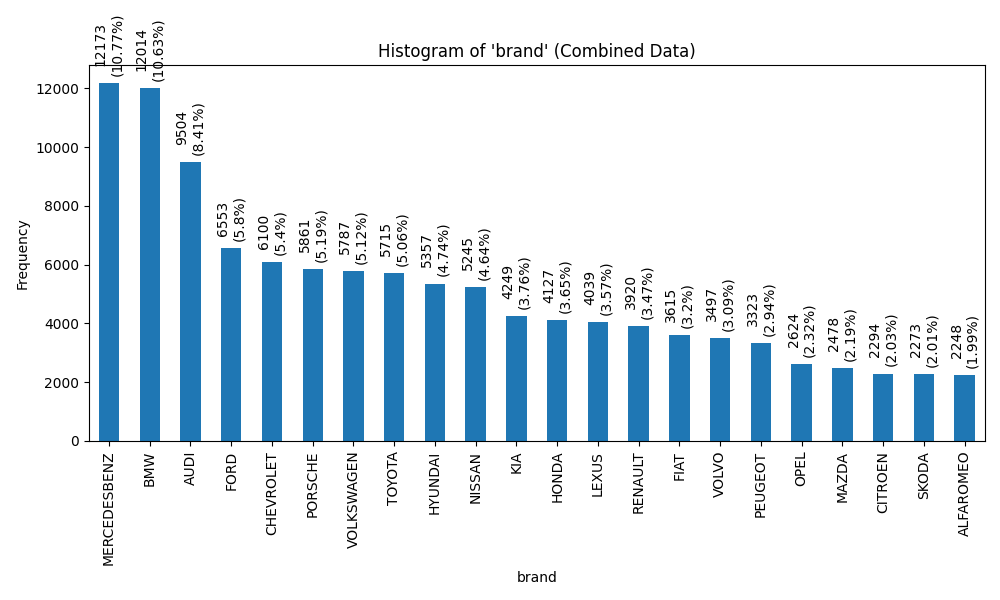 Histogram of 'brand' (Combined Data)
Frequency
12000
10000
8000
6000
4000
2000
0
12173
(10.77%)
12014
(10.63%)
9504
(8.41%)
6553
(5.8%)
6100
(5.4%)
5861
(5.19%)
5787
(5.12%)
5715
(5.06%)
5357
(4.74%)
5245
(4.64%)
4249
(3.76%)
4127
(3.65%)
4039
(3.57%)
3920
(3.47%)
3615
(3.2%)
3497
(3.09%)
3323
(2.94%)
2624
(2.32%)
2478
(2.19%)
2294
(2.03%)
2273
(2.01%)
2248
(1.99%)
MERCEDESBENZ
BMW
AUDI
FORD
CHEVROLET
PORSCHE
VOLKSWAGEN
TOYOTA
HYUNDAI
NISSAN
KIA
HONDA
LEXUS
RENAULT
FIAT
VOLVO
PEUGEOT
OPEL
MAZDA
CITROEN
SKODA
ALFAROMEO
brand